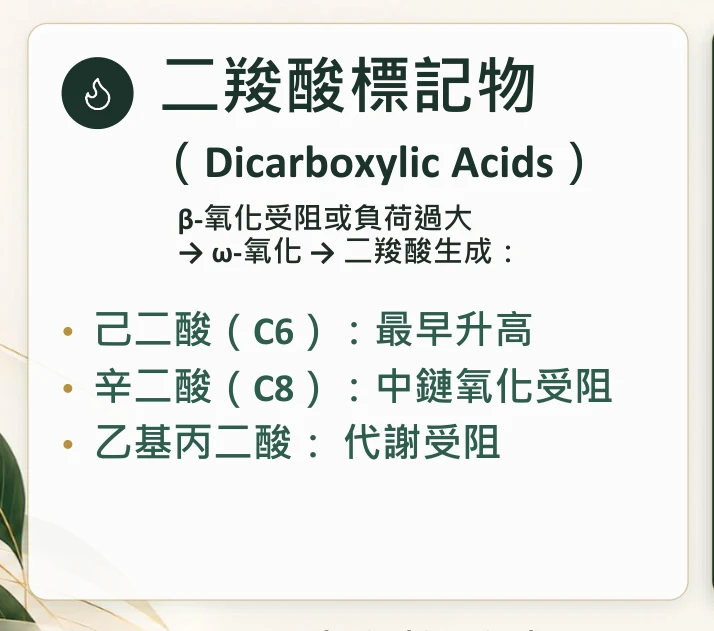 二羧酸標記物
（Dicarboxylic Acids）
β-氧化受阻或負荷過大
→ ω-氧化 → 二羧酸生成：
• 己二酸（C6）：最早升高
• 辛二酸（C8）：中鏈氧化受阻
• 乙基丙二酸： 代謝受阻